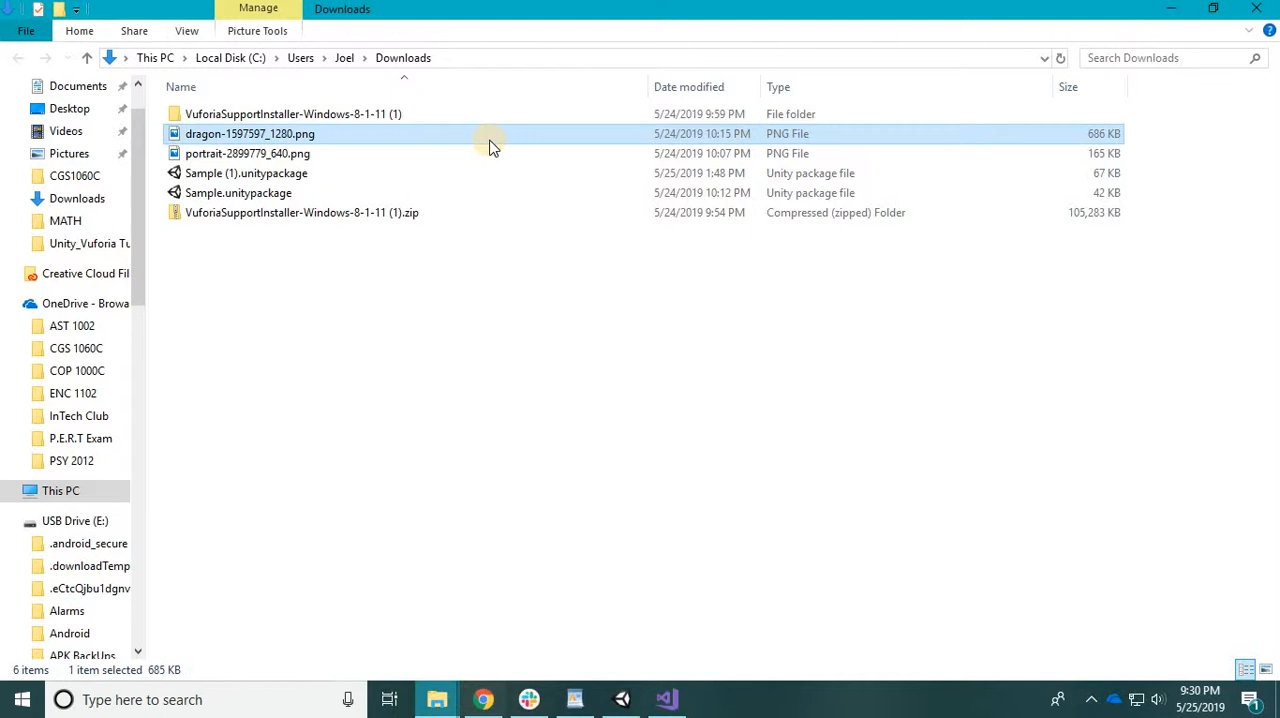 Manage
Downloads
File
Home
Share
View
Picture Tools
This PC
Local Disk (C:)
Users
Joel
Downloads
Search Downloads
Name
Date modified
Type
Size
VuforiaSupportInstaller-Windows-8-1-11 (1)
5/24/2019 9:59 PM
File folder
dragon-1597597_1280.png
5/24/2019 10:15 PM
PNG File
686 KB
portrait-2899779_640.png
5/24/2019 10:07 PM
PNG File
165 KB
Sample (1).unitypackage
5/25/2019 1:48 PM
Unity package file
67 KB
Sample.unitypackage
5/24/2019 10:12 PM
Unity package file
42 KB
VuforiaSupportInstaller-Windows-8-1-11 (1).zip
5/24/2019 9:54 PM
Compressed (zipped) Folder
105,283 KB
Documents
Desktop
Videos
Pictures
CGS1060C
Downloads
MATH
Unity_Vuforia Tu
Creative Cloud Fil
OneDrive - Browa
AST 1002
CGS 1060C
COP 1000C
ENC 1102
InTech Club
P.E.R.T Exam
PSY 2012
This PC
USB Drive (E:)
.android_secure
.downloadTemp
.eCtcQjbu1dgnv
Alarms
Android
APK BackUps
6 items
1 item selected 685 KB
Type here to search
9:30 PM
5/25/2019
1